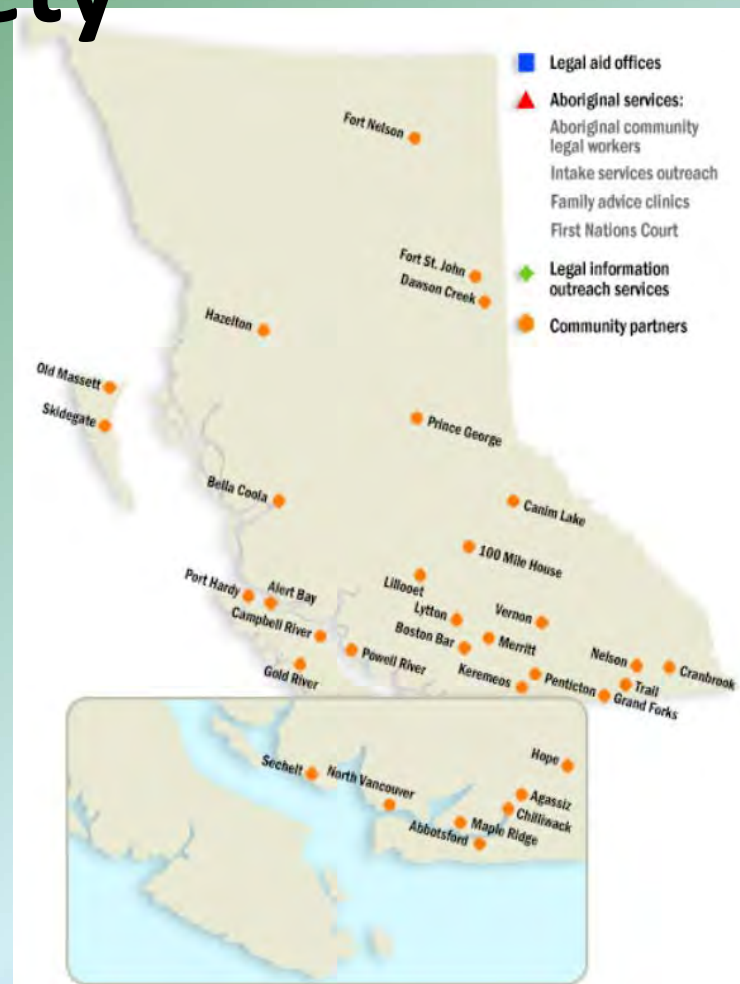 ety
Legal aid offices
Aboriginal services:
Aboriginal community
legal workers
Intake services outreach
Family advice clinics
First Nations Court
Legal information
outreach services
Community partners
Fort Nelson
Fort St. John
Dawson Creek
Hazelton
Old Massett
Skidegate
Prince George
Bella Coola
Canim Lake
100 Mile House
Lillooet
Port Hardy
Alert Bay
Lytton
Vernon
Campbell River
Boston Bar
Merritt
Powell River
Gold River
Keremeos
Penticton
Nelson
Cranbrook
Trail
Grand Forks
Hope
Sechelt
North Vancouver
Agassiz
Chilliwack
Maple Ridge
Abbotsford